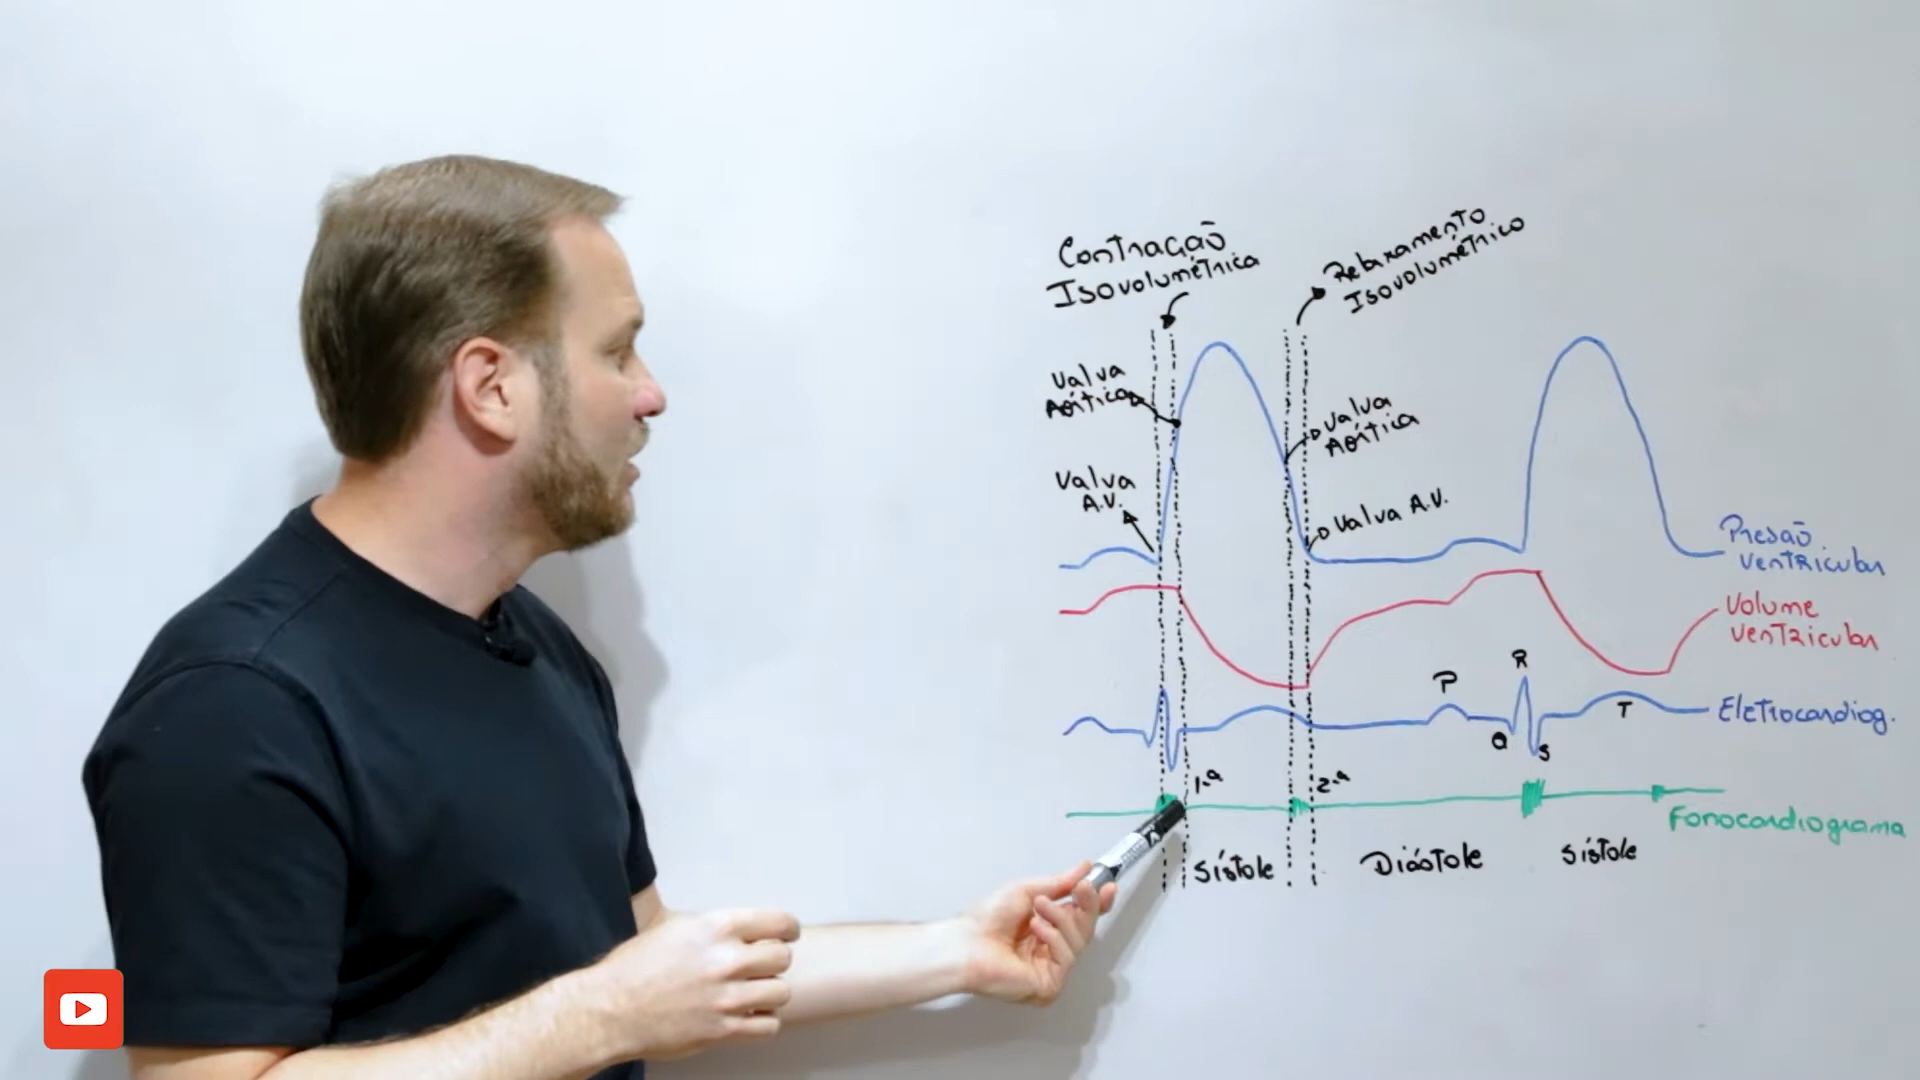 Contração
Isovolumétrica
Relaxamento
Isovolumétrico
Valva
Aórtica
Valva
Aórtica
Valva
A.V.
Valva A.V.
Presão
Ventricular
Volume
Ventricular
P
R
Q
S
T
Eletrocardiog.
1.ª
2.ª
Fonocardiograma
Sístole
Diástole
Sístole